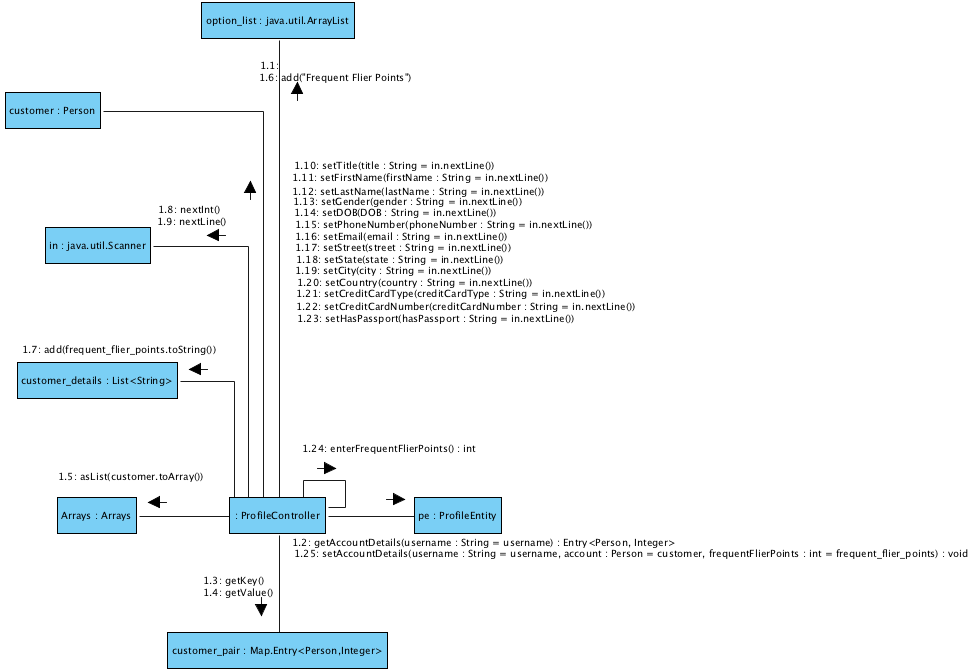 option_list : java.util.ArrayList
1.1:
1.6: add("Frequent Flier Points")
customer : Person
1.10: setTitle(title : String = in.nextLine())
1.11: setFirstName(firstName : String = in.nextLine())
1.12: setLastName(lastName : String = in.nextLine())
1.13: setGender(gender : String = in.nextLine())
1.14: setDOB(DOB : String = in.nextLine())
1.15: setPhoneNumber(phoneNumber : String = in.nextLine())
1.16: setEmail(email : String = in.nextLine())
1.17: setStreet(street : String = in.nextLine())
1.18: setState(state : String = in.nextLine())
1.19: setCity(city : String = in.nextLine())
1.20: setCountry(country : String = in.nextLine())
1.21: setCreditCardType(creditCardType : String = in.nextLine())
1.22: setCreditCardNumber(creditCardNumber : String = in.nextLine())
1.23: setHasPassport(hasPassport : String = in.nextLine())
1.8: nextInt()
1.9: nextLine()
in : java.util.Scanner
1.7: add(frequent_flier_points.toString())
customer_details : List<String>
1.24: enterFrequentFlierPoints() : int
1.5: asList(customer.toArray())
Arrays : Arrays
: ProfileController
pe : ProfileEntity
1.2: getAccountDetails(username : String = username) : Entry<Person, Integer>
1.25: setAccountDetails(username : String = username, account : Person = customer, frequentFlierPoints : int = frequent_flier_points) : void
1.3: getKey()
1.4: getValue()
customer_pair : Map.Entry<Person,Integer>